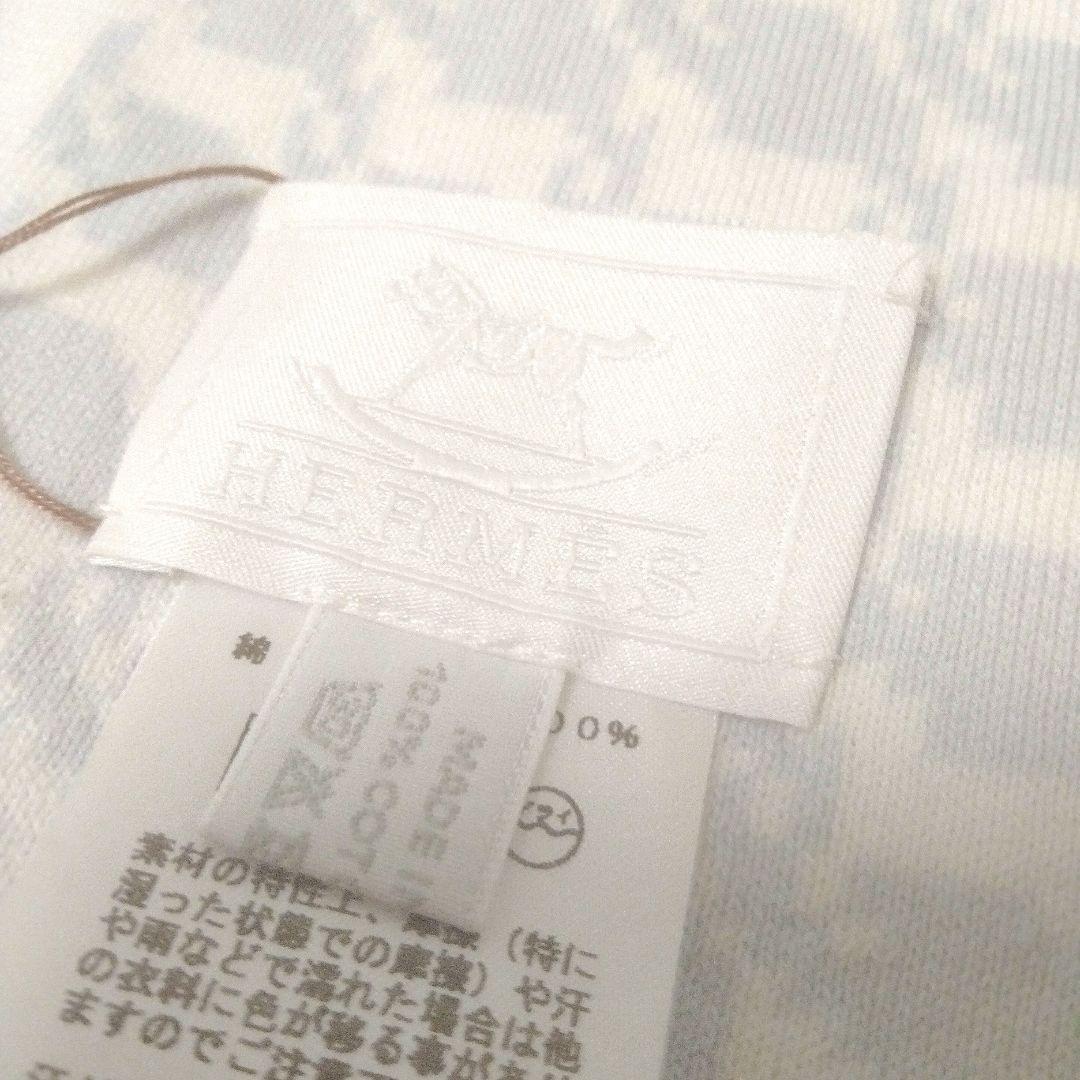 HERMES
綿
00%
MADE IN
100% COT
素材の特性上、摩擦（特に
湿った状態での摩擦）や汗
や雨などで濡れた場合は他
の衣料に色が移る事があり
ますのでご注意下